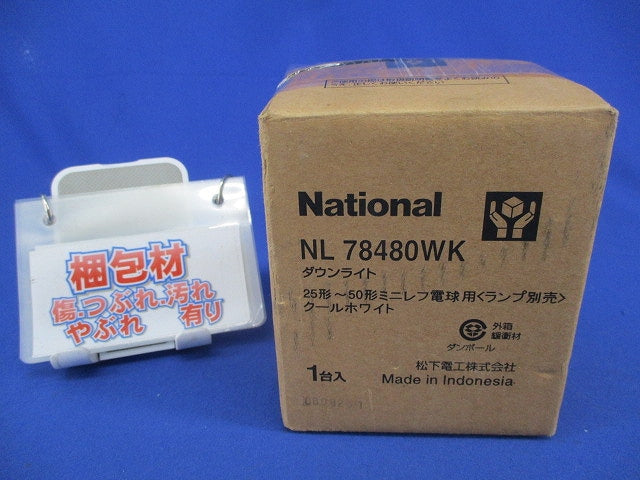 梱包材
傷・つぶれ・汚れ
やぶれ 有り
National
NL 78480WK
ダウンライト
25形～50形ミニレフ電球用<ランプ別売>
クールホワイト
外箱
緩衝材
ダンボール
1台入
松下電工株式会社
Made in Indonesia